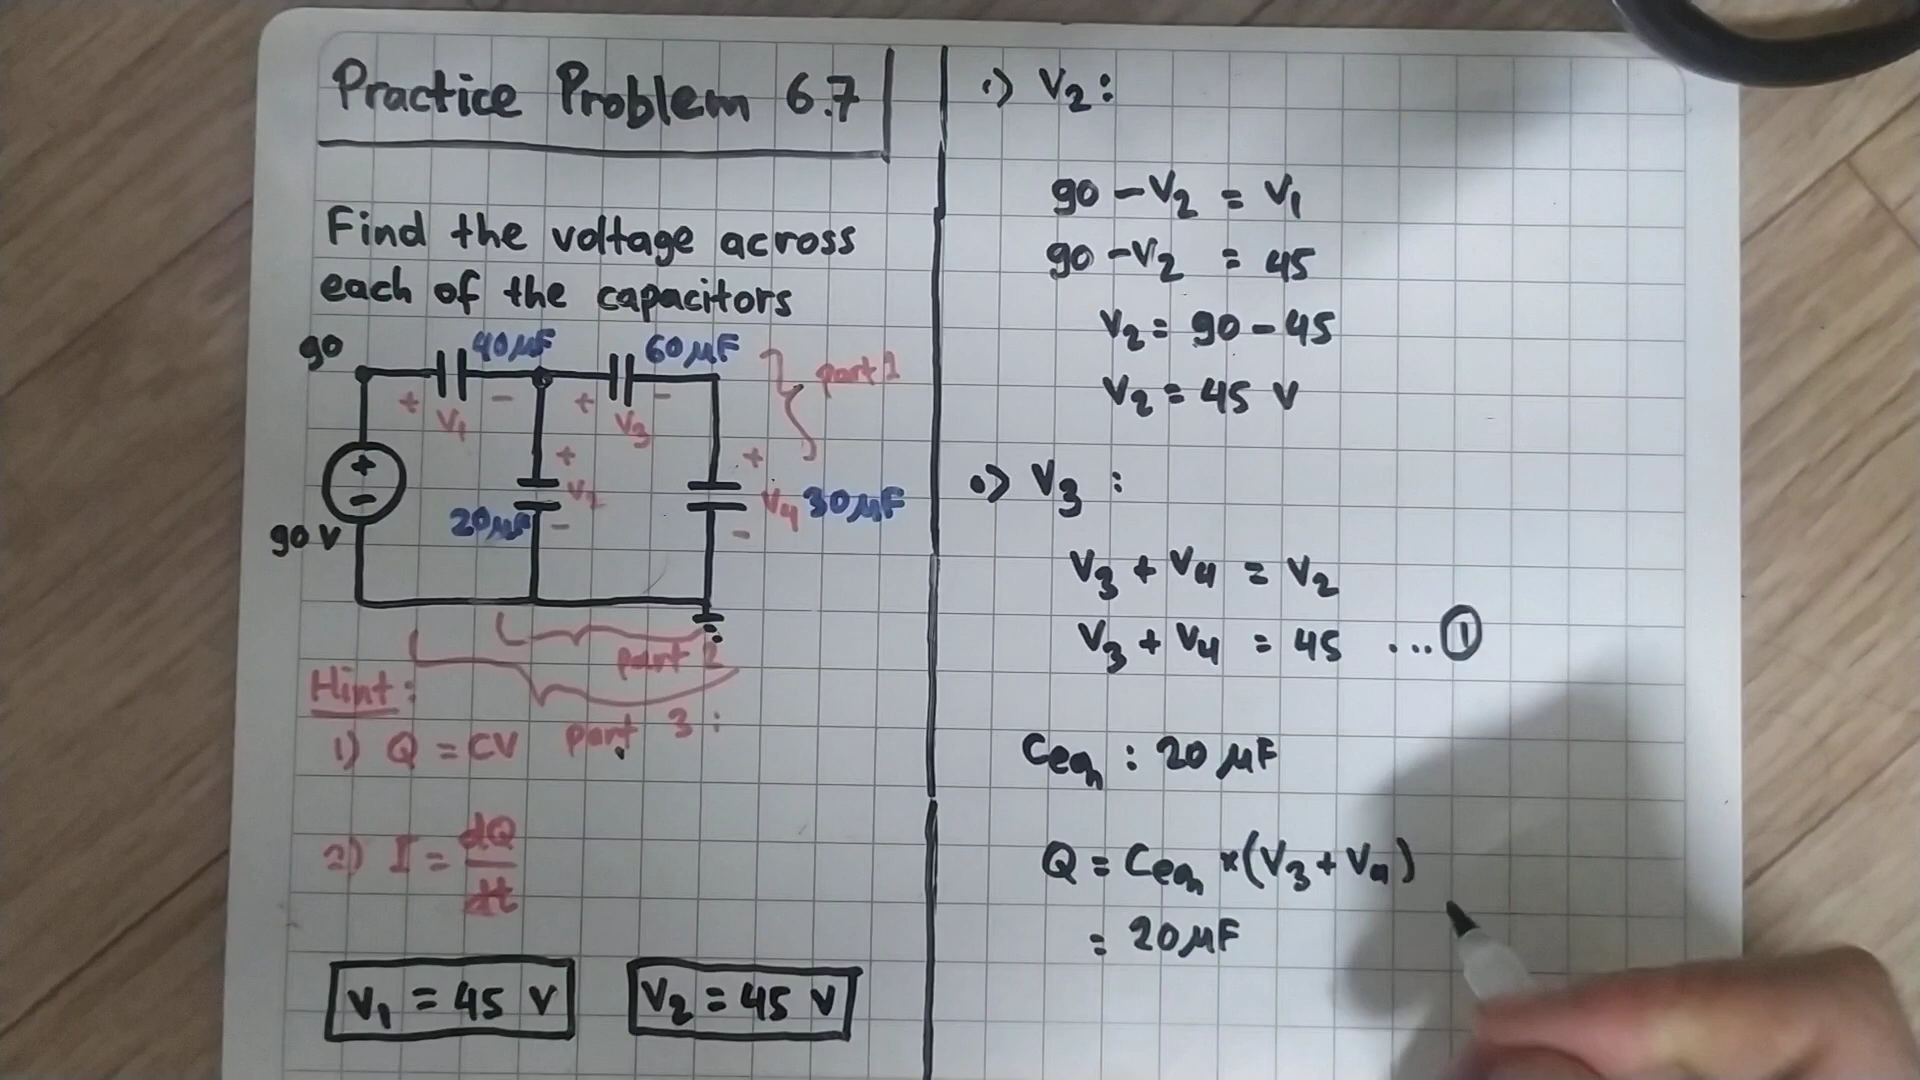 Practice Problem 6.7
Find the voltage across
each of the capacitors
90
40μF
60μF
part 1
+ V1 -
+ V3 -
+
-
90 V
+
V2
-
20μF
+
V4
-
30μF
part 2
part 3 :
Hint:
1) Q = CV
2) I = dQ/dt
V1 = 45 V
V2 = 45 V
•> V2 :
90 - V2 = V1
90 - V2 = 45
V2 = 90 - 45
V2 = 45 V
•> V3 :
V3 + V4 = V2
V3 + V4 = 45 ... ①
Ceq : 20 μF
Q = Ceq × (V3 + V4)
= 20μF